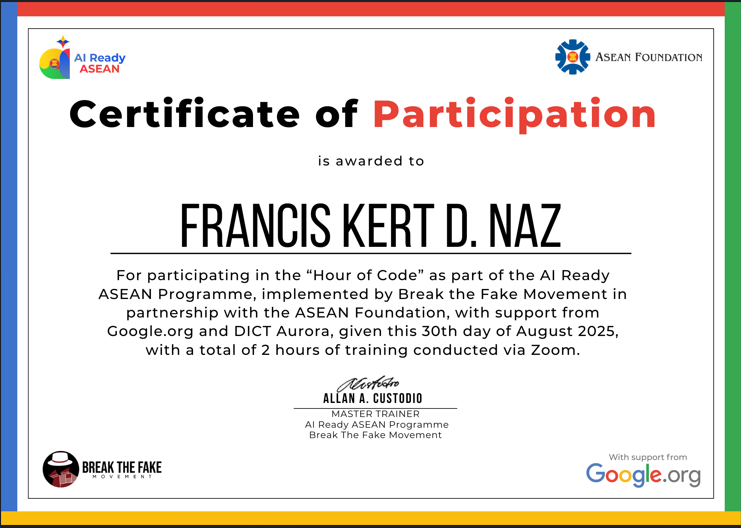 AI Ready
ASEAN
ASEAN FOUNDATION
Certificate of Participation
is awarded to
FRANCIS KERT D. NAZ
For participating in the “Hour of Code” as part of the AI Ready
ASEAN Programme, implemented by Break the Fake Movement in
partnership with the ASEAN Foundation, with support from
Google.org and DICT Aurora, given this 30th day of August 2025,
with a total of 2 hours of training conducted via Zoom.
ALLAN A. CUSTODIO
MASTER TRAINER
AI Ready ASEAN Programme
Break The Fake Movement
BREAK THE FAKE
MOVEMENT
With support from
Google.org